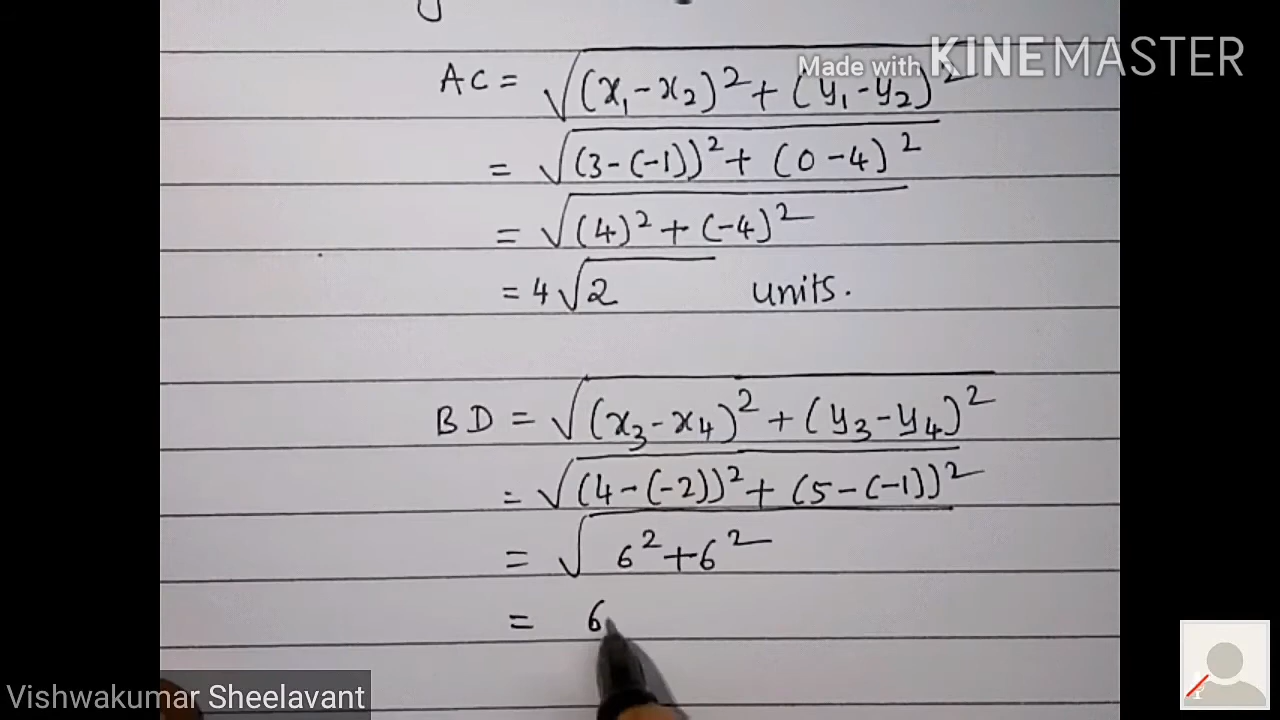 Made with KINEMASTER
AC = √(x₁-x₂)² + (y₁-y₂)²
= √(3-(-1))² + (0-4)²
= √(4)² + (-4)²
= 4√2 units.
BD = √(x₃-x₄)² + (y₃-y₄)²
= √(4-(-2))² + (5-(-1))²
= √6² + 6²
= 6
Vishwakumar Sheelavant